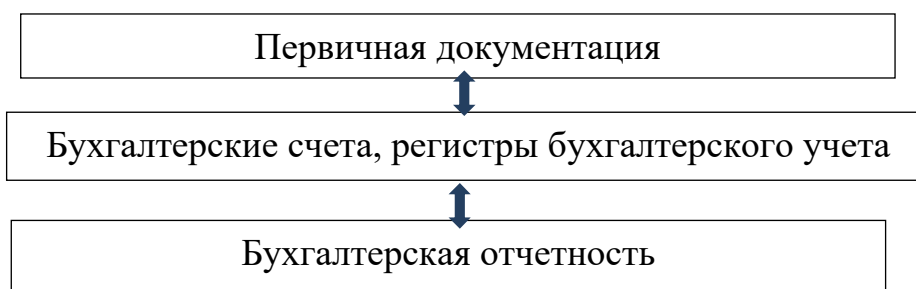 Первичная документация
Бухгалтерские счета, регистры бухгалтерского учета
Бухгалтерская отчетность